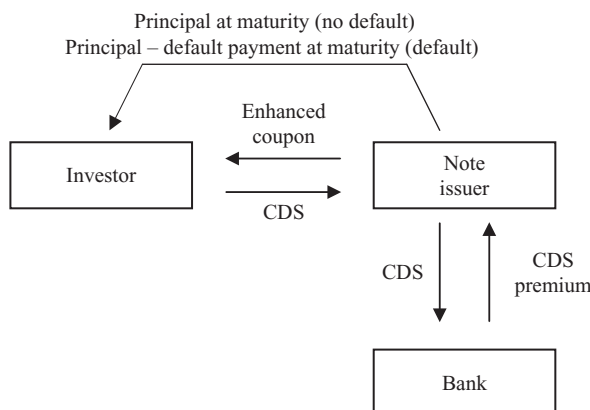 Principal at maturity (no default)
Principal – default payment at maturity (default)
Enhanced
coupon
Investor
Note
issuer
CDS
CDS
CDS
premium
Bank